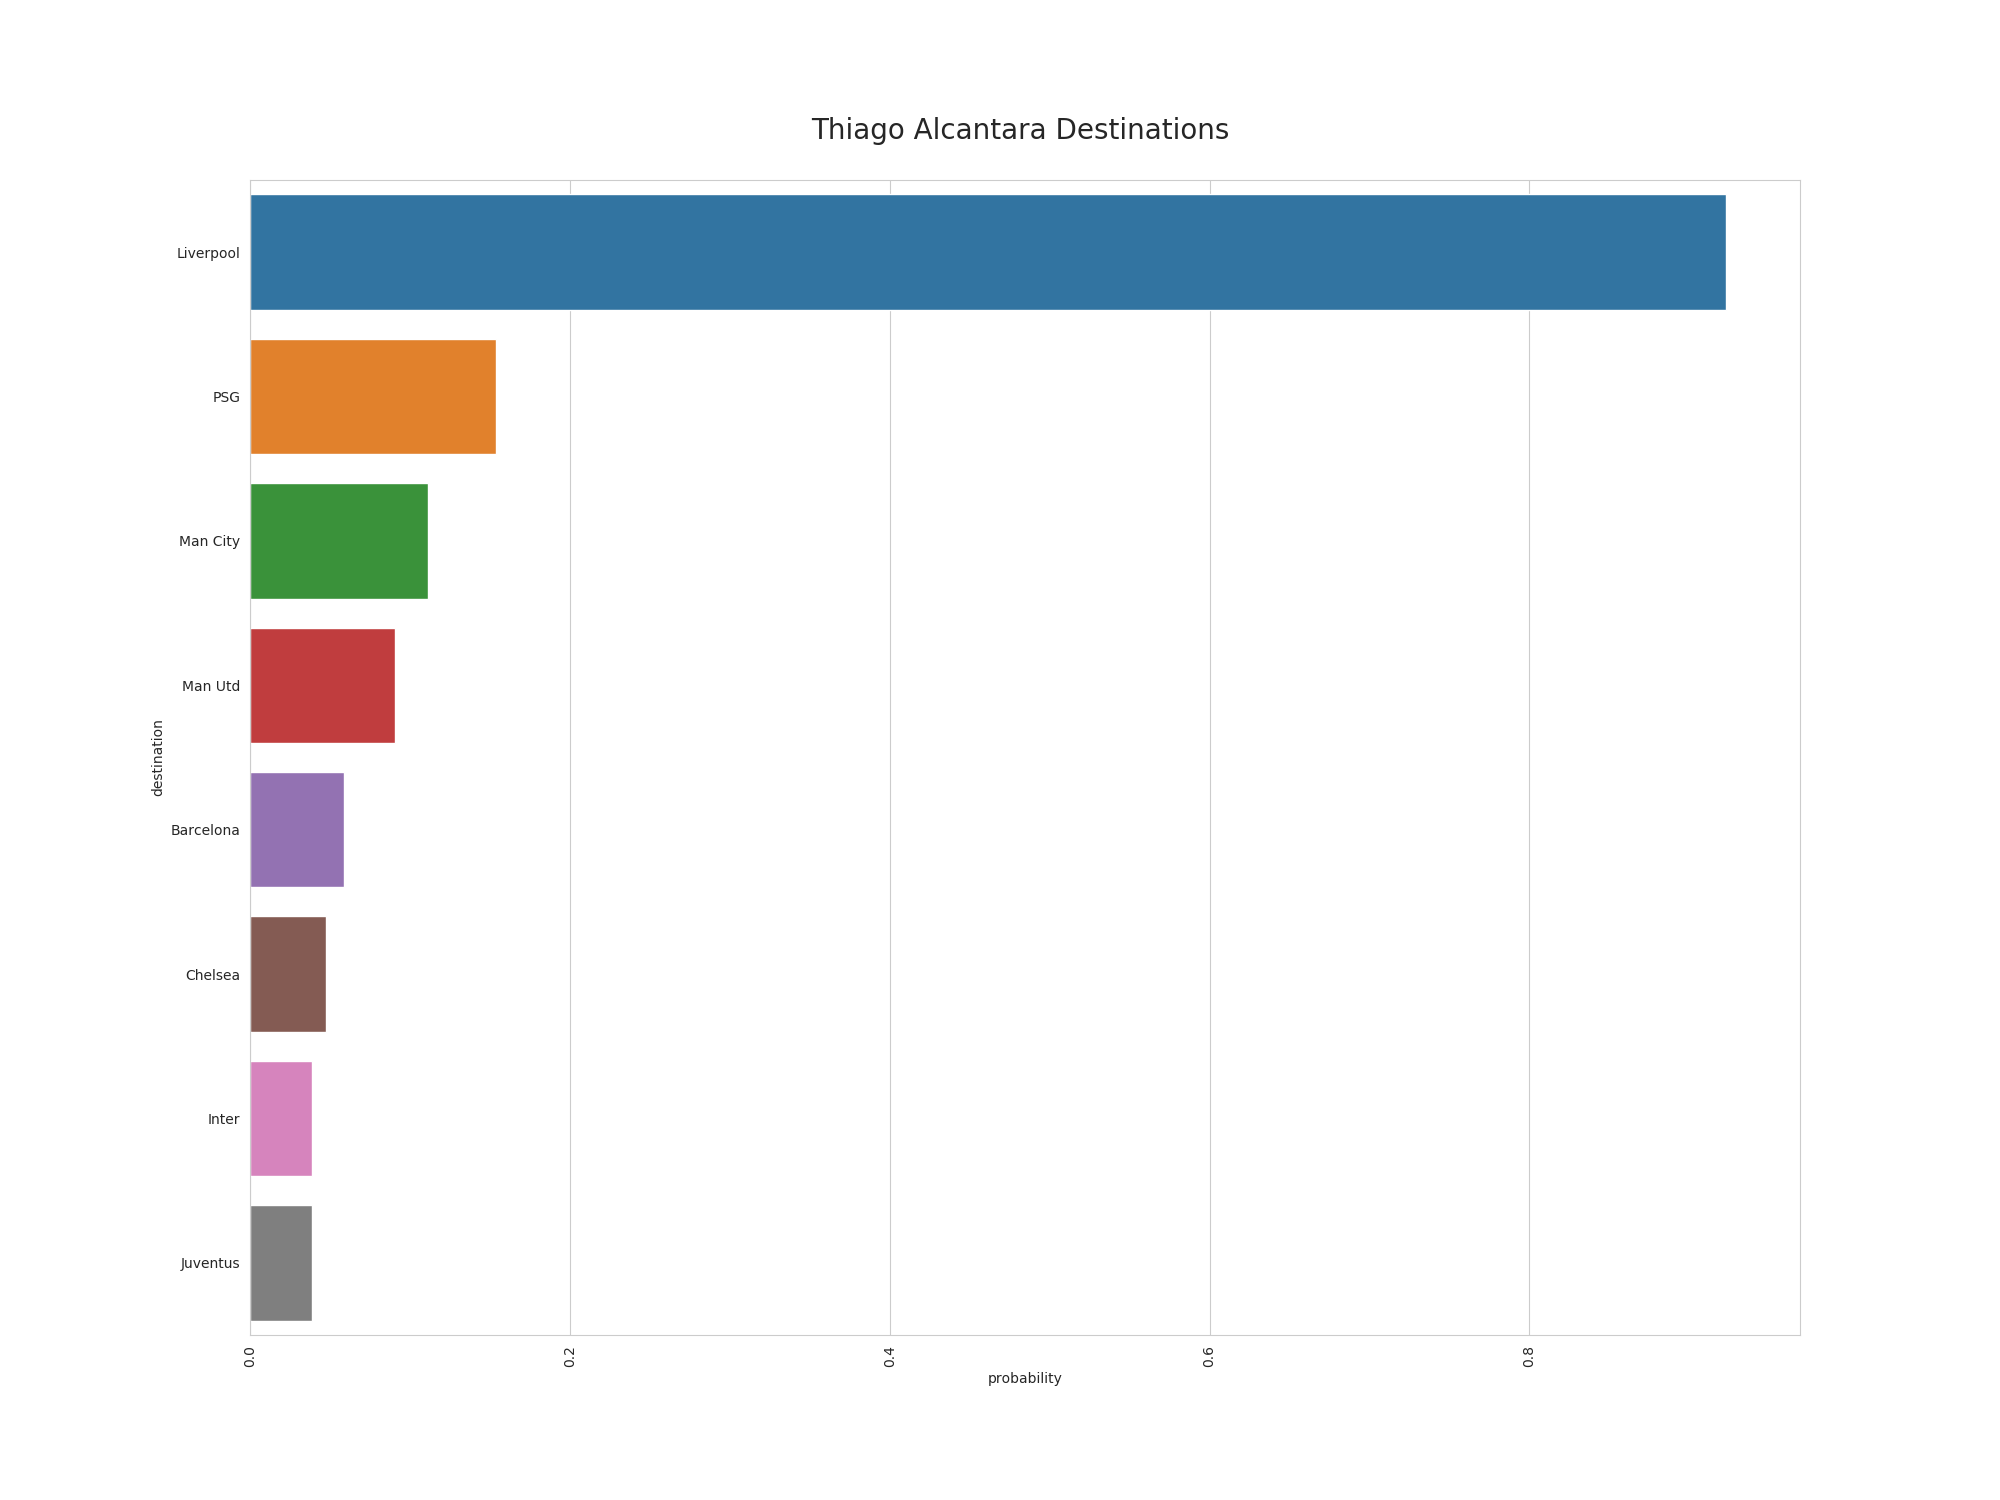 Thiago Alcantara Destinations
Liverpool
PSG
Man City
Man Utd
destination
Barcelona
Chelsea
Inter
Juventus
0.0 0.2 0.4 0.6 0.8
probability